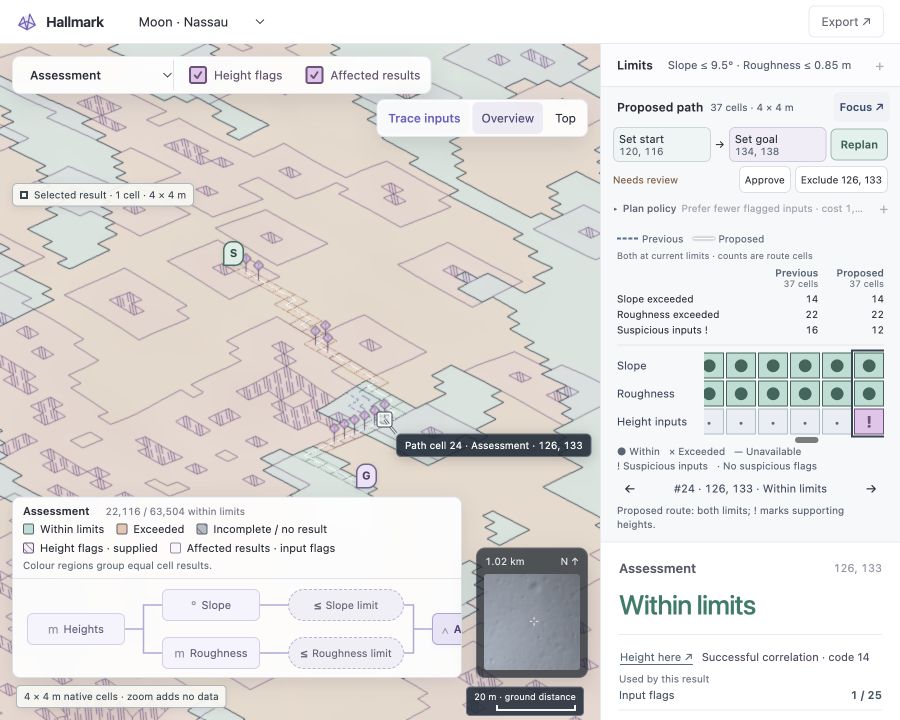 Hallmark
Moon · Nassau
Export ↗
Assessment
Height flags
Affected results
Trace inputs
Overview
Top
Selected result · 1 cell · 4 × 4 m
S
Path cell 24 · Assessment · 126, 133
G
Assessment 22,116 / 63,504 within limits
Within limits
Exceeded
Incomplete / no result
Height flags · supplied
Affected results · input flags
Colour regions group equal cell results.
m Heights
° Slope
≤ Slope limit
m Roughness
≤ Roughness limit
1.02 km N ↑
4 × 4 m native cells · zoom adds no data
20 m · ground distance
Limits Slope ≤ 9.5° · Roughness ≤ 0.85 m +
Proposed path 37 cells · 4 × 4 m
Focus ↗
Set start
120, 116
→
Set goal
134, 138
Replan
Needs review
Approve
Exclude 126, 133
Plan policy Prefer fewer flagged inputs · cost 1,… +
Previous
Proposed
Both at current limits · counts are route cells
Previous Proposed
37 cells 37 cells
Slope exceeded 14 14
Roughness exceeded 22 22
Suspicious inputs ! 16 12
Slope
Roughness
Height inputs !
● Within × Exceeded — Unavailable
! Suspicious inputs · No suspicious flags
← #24 · 126, 133 · Within limits →
Proposed route: both limits; ! marks supporting
heights.
Assessment 126, 133
Within limits
Height here ↗ Successful correlation · code 14
Used by this result
Input flags 1 / 25